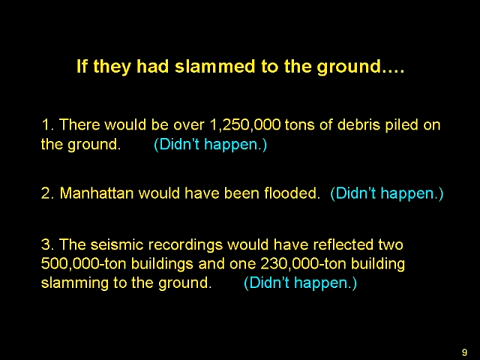 If they had slammed to the ground….
1. There would be over 1,250,000 tons of debris piled on
the ground. (Didn’t happen.)
2. Manhattan would have been flooded. (Didn’t happen.)
3. The seismic recordings would have reflected two
500,000-ton buildings and one 230,000-ton building
slamming to the ground. (Didn’t happen.)
9